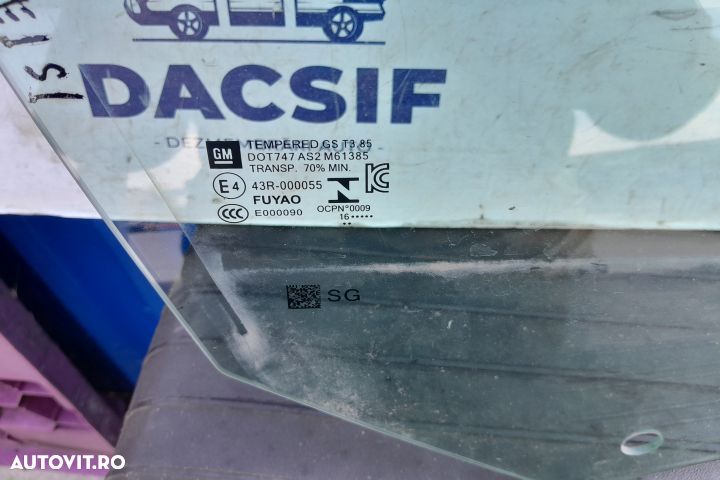 DACSIF
TEMPERED GS T3.85
GM
DOT747 AS2 M61385
TRANSP. 70% MIN.
E4
43R-000055
FUYAO
CCC
E000090
OCPN°0009
16•••••
••
SG
AUTOVIT.RO